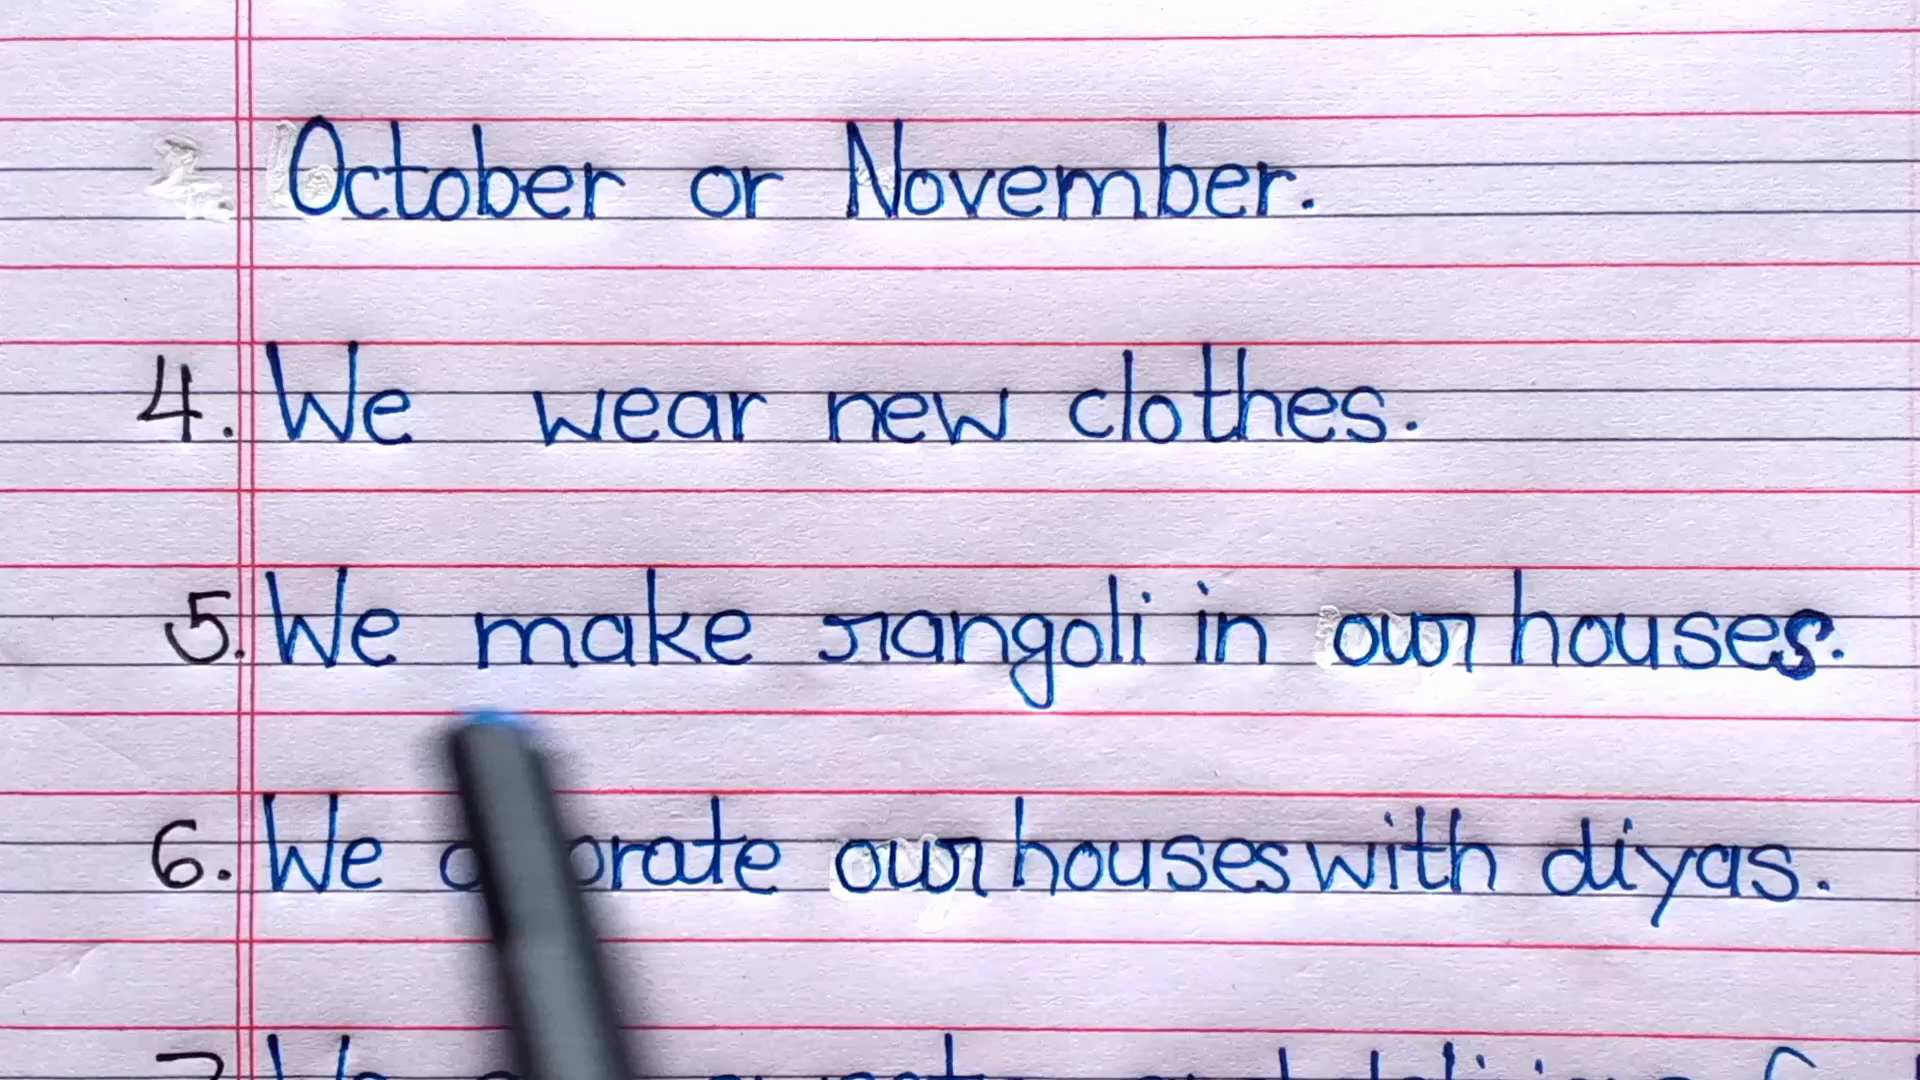 October or November.
4. We wear new clothes.
5. We make rangoli in our houses.
6. We our houses with diyas.